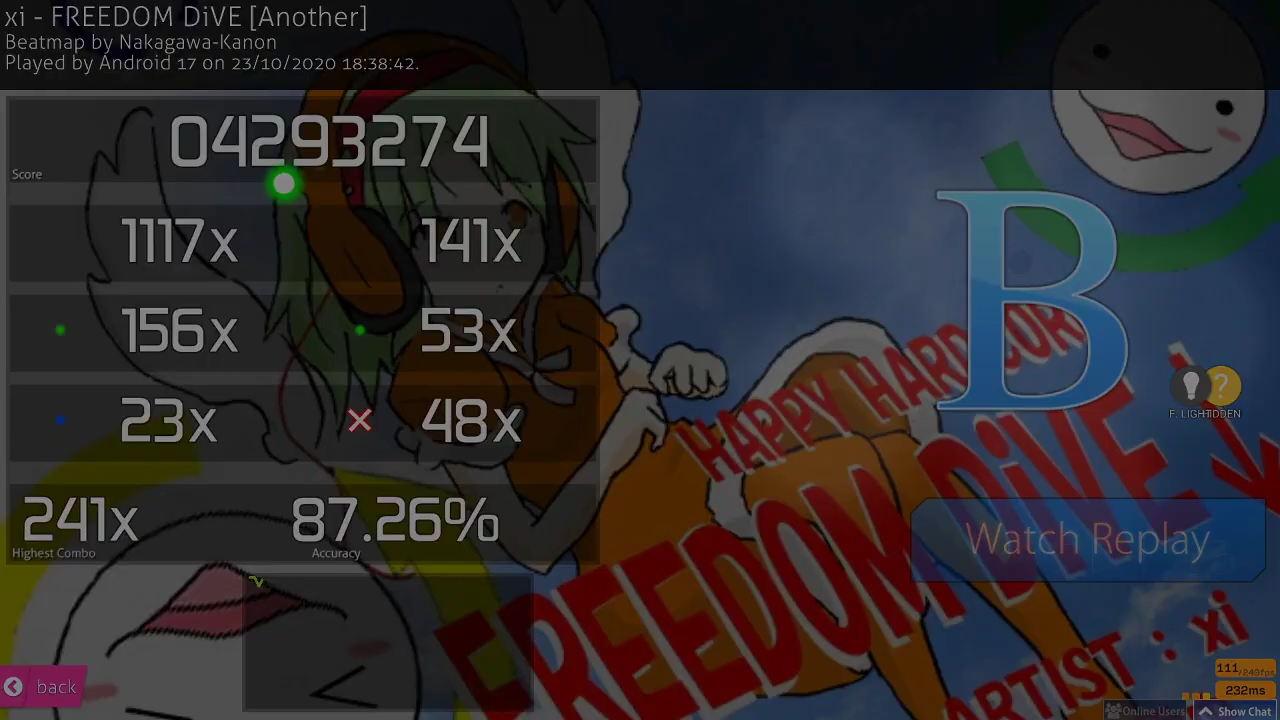 xi - FREEDOM DiVE [Another]
Beatmap by Nakagawa-Kanon
Played by Android 17 on 23/10/2020 18:38:42.
04293274
Score
1117x 141x
156x 53x
23x 48x
241x 87.26%
Highest Combo Accuracy
B
F. LIGHTIDDEN
HAPPY HARDCORE
FREEDOM DiVE ↓
ARTIST : xi
Watch Replay
back
111/240fps
232ms
Online Users Show Chat